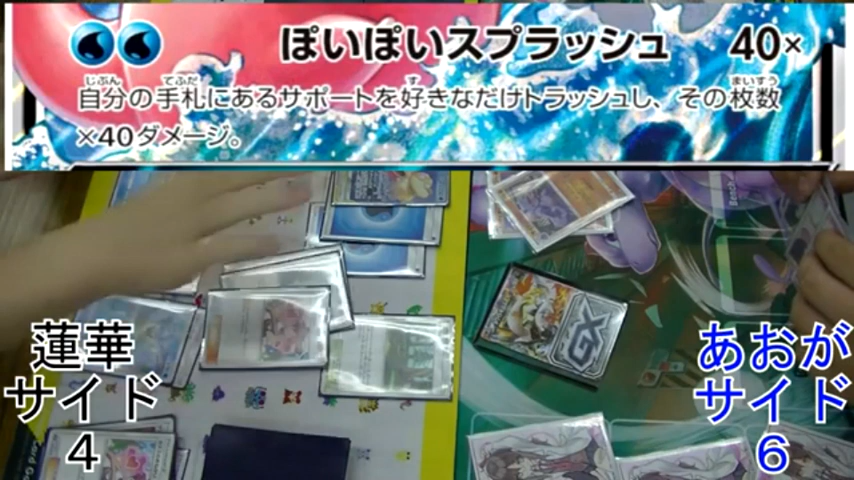 ぽいぽいスプラッシュ 40×
自分の手札にあるサポートを好きなだけトラッシュし、その枚数
×40ダメージ。
蓮華
サイド
4
あおが
サイド
6
GX
Bench